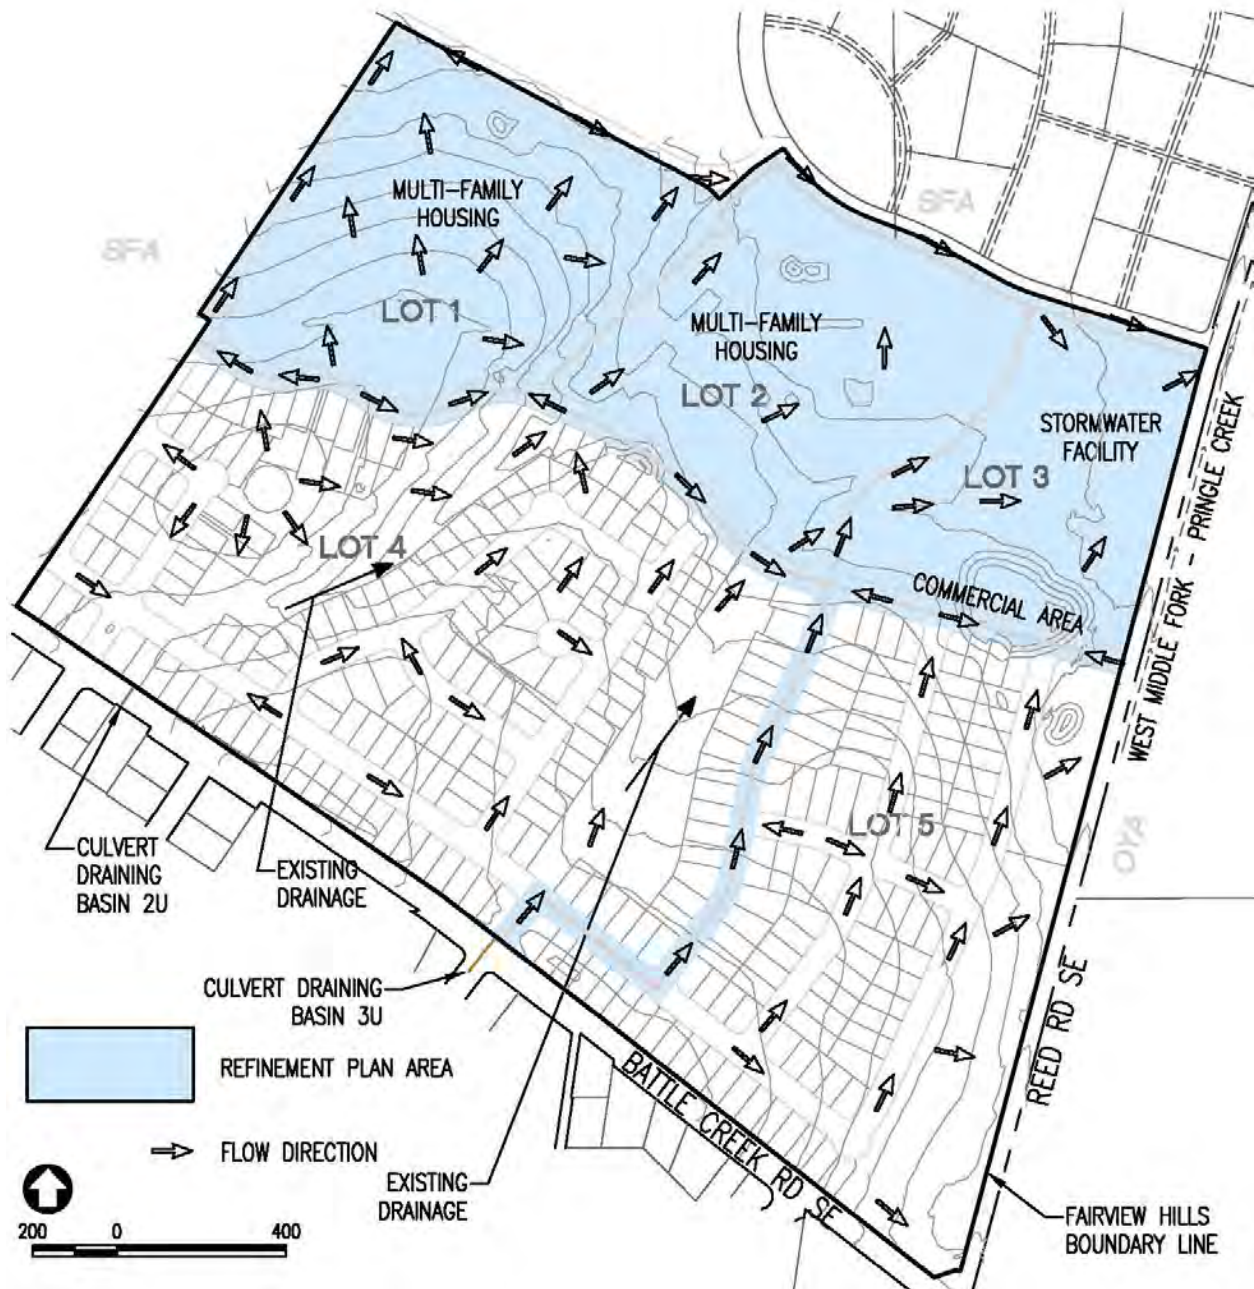 SFA
SFA
MULTI-FAMILY
HOUSING
LOT 1
MULTI-FAMILY
HOUSING
LOT 2
STORMWATER
FACILITY
LOT 3
WEST MIDDLE FORK - PRINGLE CREEK
LOT 4
COMMERCIAL AREA
LOT 5
OYA
CULVERT
DRAINING
BASIN 2U
EXISTING
DRAINAGE
CULVERT DRAINING
BASIN 3U
REED RD SE
BATTLE CREEK RD SE
REFINEMENT PLAN AREA
FLOW DIRECTION
EXISTING
DRAINAGE
200 0 400
FAIRVIEW HILLS
BOUNDARY LINE